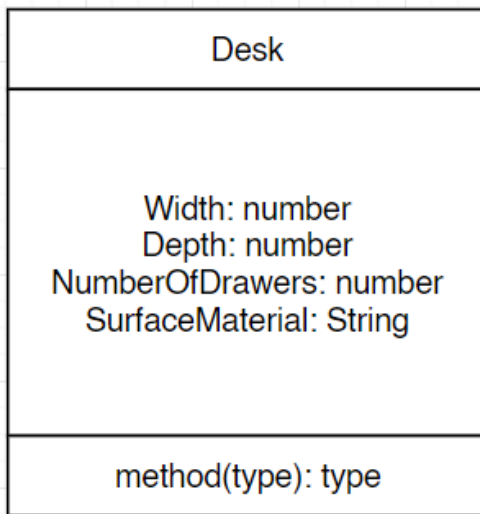 Desk
Width: number
Depth: number
NumberOfDrawers: number
SurfaceMaterial: String
method(type): type